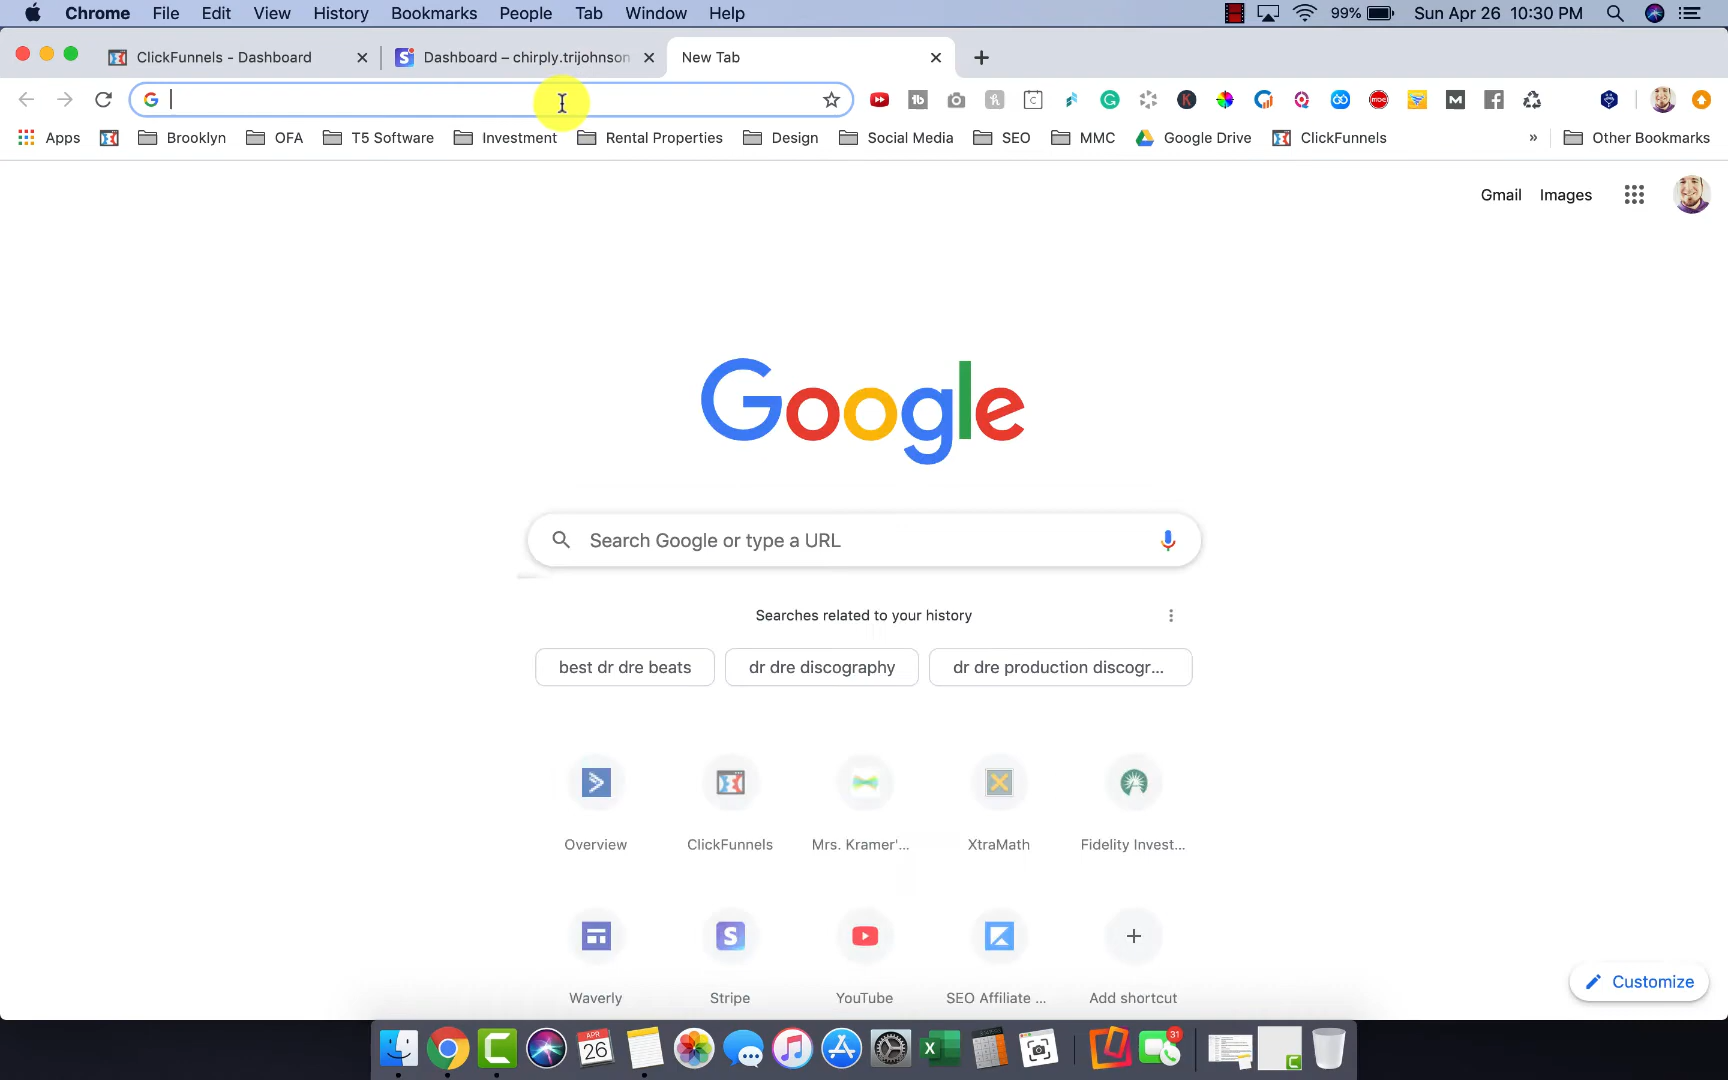 Chrome File Edit View History Bookmarks People Tab Window Help 99% Sun Apr 26 10:30 PM
ClickFunnels - Dashboard Dashboard – chirply.trijohnson New Tab
Apps Brooklyn OFA T5 Software Investment Rental Properties Design Social Media SEO MMC Google Drive ClickFunnels » Other Bookmarks
Gmail Images
Google
Search Google or type a URL
Searches related to your history
best dr dre beats dr dre discography dr dre production discogr...
Overview ClickFunnels Mrs. Kramer'... XtraMath Fidelity Invest...
Waverly Stripe YouTube SEO Affiliate ... Add shortcut
Customize
APR
26
31